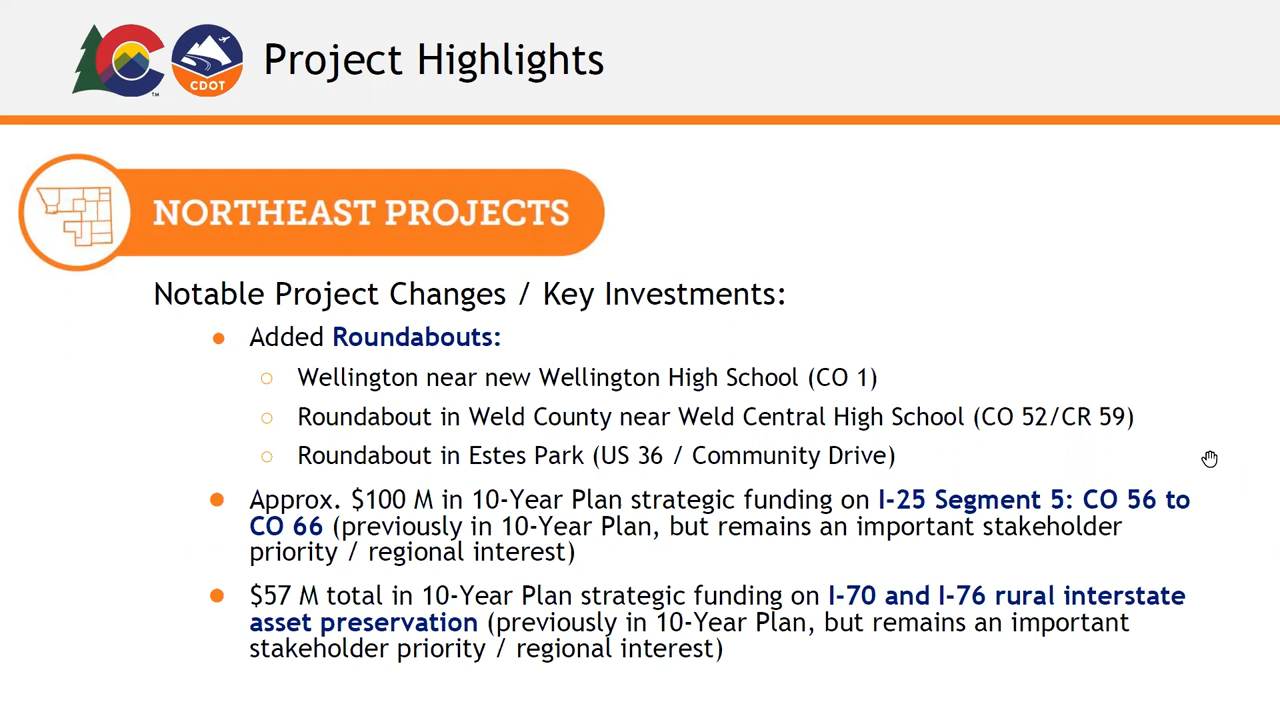 CDOT
TM
Project Highlights
NORTHEAST PROJECTS
Notable Project Changes / Key Investments:
● Added Roundabouts:
○ Wellington near new Wellington High School (CO 1)
○ Roundabout in Weld County near Weld Central High School (CO 52/CR 59)
○ Roundabout in Estes Park (US 36 / Community Drive)
● Approx. $100 M in 10-Year Plan strategic funding on I-25 Segment 5: CO 56 to
CO 66 (previously in 10-Year Plan, but remains an important stakeholder
priority / regional interest)
● $57 M total in 10-Year Plan strategic funding on I-70 and I-76 rural interstate
asset preservation (previously in 10-Year Plan, but remains an important
stakeholder priority / regional interest)